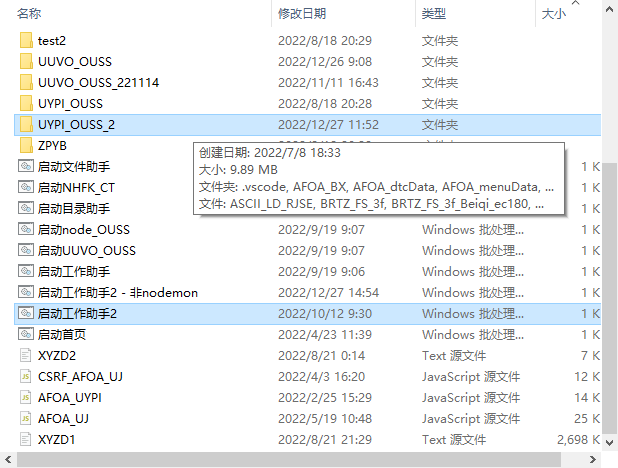 名称 修改日期 类型 大小
test2 2022/8/18 20:29 文件夹
UUVO_OUSS 2022/12/26 9:08 文件夹
UUVO_OUSS_221114 2022/11/11 16:43 文件夹
UYPI_OUSS 2022/8/18 20:28 文件夹
UYPI_OUSS_2 2022/12/27 11:52 文件夹
ZPYB
创建日期: 2022/7/8 18:33
大小: 9.89 MB
文件夹: .vscode, AFOA_BX, AFOA_dtcData, AFOA_menuData, ...
文件: ASCII_LD_RJSE, BRTZ_FS_3f, BRTZ_FS_3f_Beiqi_ec180, ...
启动文件助手 1 K
启动NHFK_CT 1 K
启动目录助手 1 K
启动node_OUSS 2022/9/19 9:07 Windows 批处理... 1 K
启动UUVO_OUSS 2022/9/19 9:07 Windows 批处理... 1 K
启动工作助手 2022/9/19 9:06 Windows 批处理... 1 K
启动工作助手2 - 非nodemon 2022/12/27 14:54 Windows 批处理... 1 K
启动工作助手2 2022/10/12 9:30 Windows 批处理... 1 K
启动首页 2022/4/23 11:39 Windows 批处理... 1 K
XYZD2 2022/8/21 0:14 Text 源文件 7 K
CSRF_AFOA_UJ 2022/4/3 16:20 JavaScript 源文件 12 K
AFOA_UYPI 2022/2/25 15:29 JavaScript 源文件 14 K
AFOA_UJ 2022/5/19 10:48 JavaScript 源文件 25 K
XYZD1 2022/8/21 21:29 Text 源文件 2,698 K